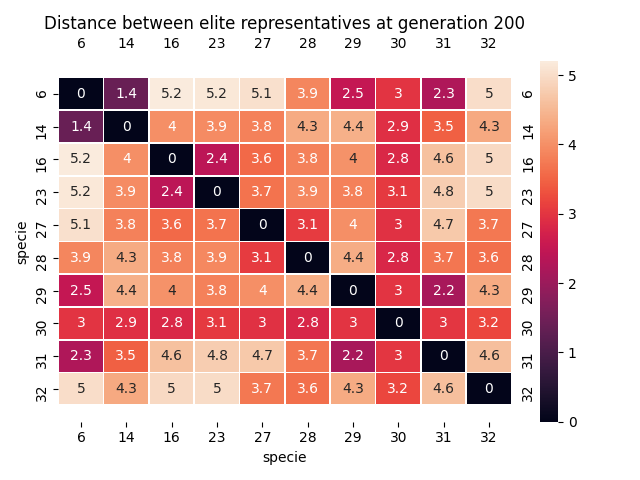 Distance between elite representatives at generation 200
6 14 16 23 27 28 29 30 31 32
6 0 1.4 5.2 5.2 5.1 3.9 2.5 3 2.3 5 6
14 1.4 0 4 3.9 3.8 4.3 4.4 2.9 3.5 4.3 14
16 5.2 4 0 2.4 3.6 3.8 4 2.8 4.6 5 16
23 5.2 3.9 2.4 0 3.7 3.9 3.8 3.1 4.8 5 23
27 5.1 3.8 3.6 3.7 0 3.1 4 3 4.7 3.7 27
28 3.9 4.3 3.8 3.9 3.1 0 4.4 2.8 3.7 3.6 28
29 2.5 4.4 4 3.8 4 4.4 0 3 2.2 4.3 29
30 3 2.9 2.8 3.1 3 2.8 3 0 3 3.2 30
31 2.3 3.5 4.6 4.8 4.7 3.7 2.2 3 0 4.6 31
32 5 4.3 5 5 3.7 3.6 4.3 3.2 4.6 0 32
6 14 16 23 27 28 29 30 31 32
specie
specie
5
4
3
2
1
0